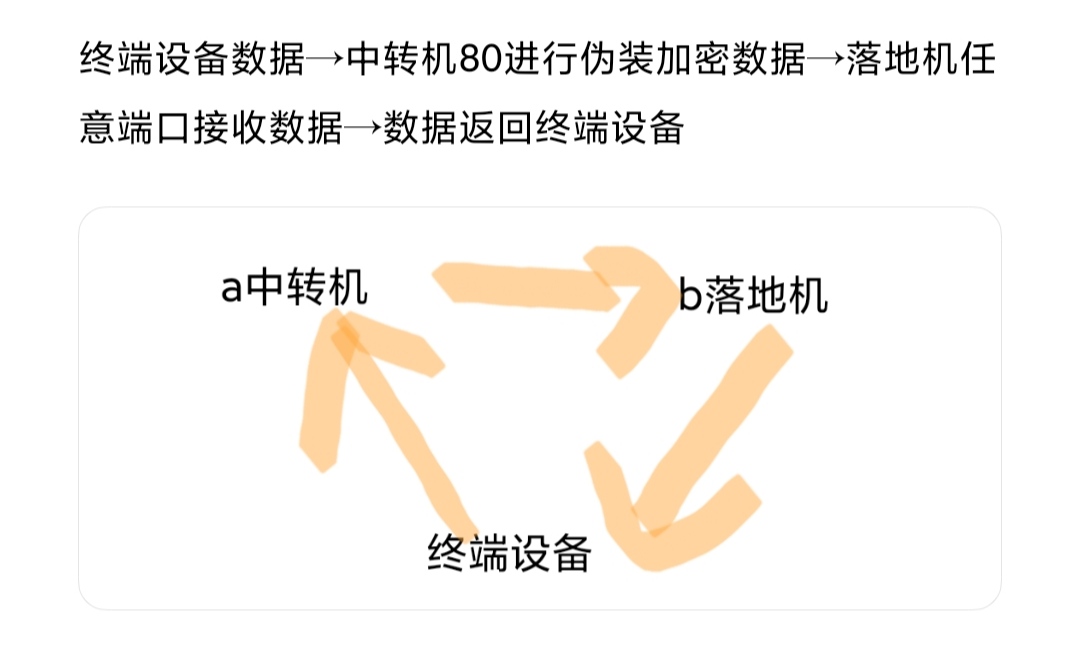 终端设备数据→中转机80进行伪装加密数据→落地机任
意端口接收数据→数据返回终端设备
a中转机
b落地机
终端设备